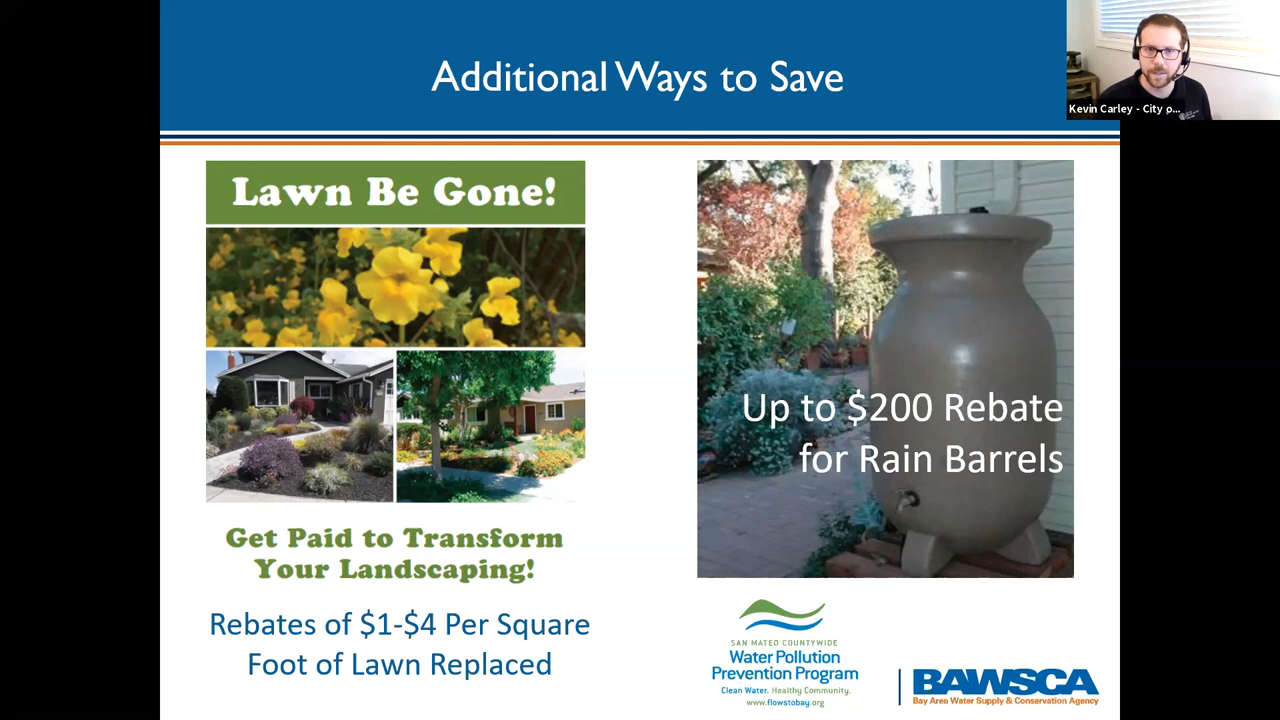 Additional Ways to Save
Kevin Carley - City o...
Lawn Be Gone!
Get Paid to Transform
Your Landscaping!
Rebates of $1-$4 Per Square
Foot of Lawn Replaced
Up to $200 Rebate
for Rain Barrels
SAN MATEO COUNTYWIDE
Water Pollution
Prevention Program
Clean Water. Healthy Community.
www.flowstobay.org
BAWSCA
Bay Area Water Supply & Conservation Agency